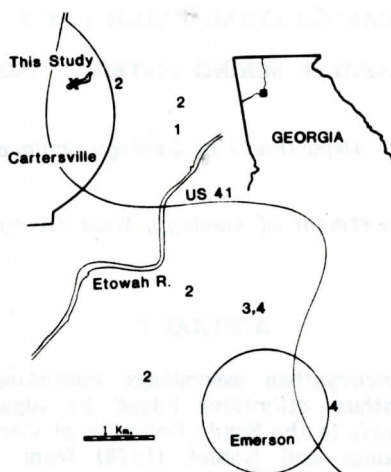 This Study
2
2
1
GEORGIA
Cartersville
US 41
Etowah R.
2
3,4
2
4
1 Km.
Emerson